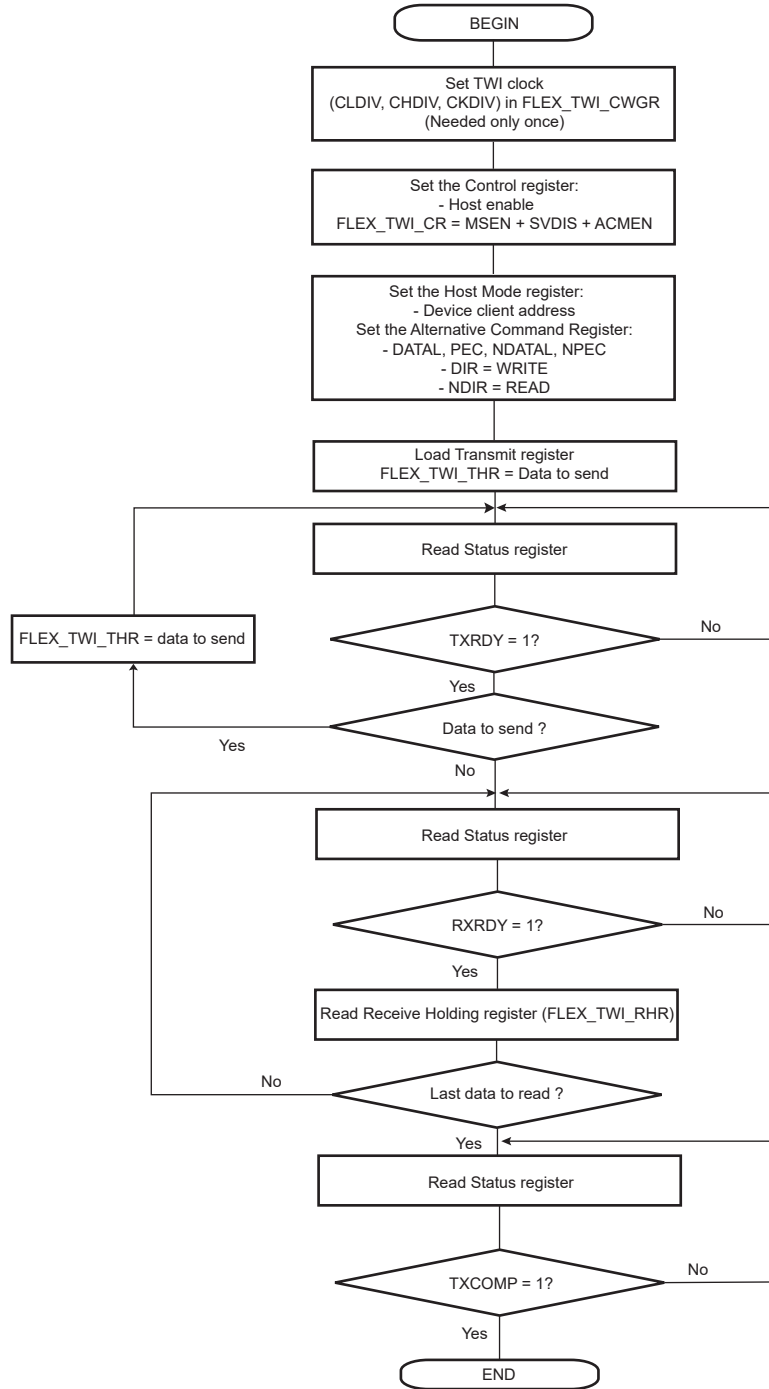 BEGIN
Set TWI clock
(CLDIV, CHDIV, CKDIV) in FLEX_TWI_CWGR
(Needed only once)
Set the Control register:
- Host enable
FLEX_TWI_CR = MSEN + SVDIS + ACMEN
Set the Host Mode register:
- Device client address
Set the Alternative Command Register:
- DATAL, PEC, NDATAL, NPEC
- DIR = WRITE
- NDIR = READ
Load Transmit register
FLEX_TWI_THR = Data to send
Read Status register
FLEX_TWI_THR = data to send
TXRDY = 1?
No
Yes
Data to send ?
Yes
No
Read Status register
RXRDY = 1?
No
Yes
Read Receive Holding register (FLEX_TWI_RHR)
No
Last data to read ?
Yes
Read Status register
TXCOMP = 1?
No
Yes
END